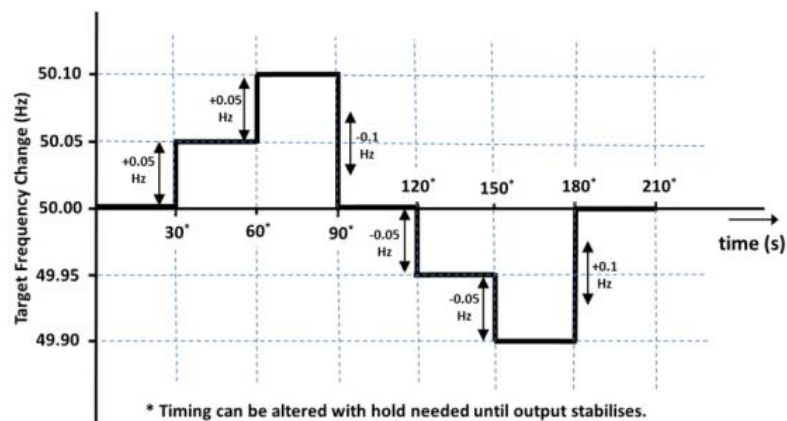 Target Frequency Change (Hz)
50.10
50.05
50.00
49.95
49.90
+0.05
Hz
+0.05
Hz
-0.1
Hz
30*
60*
90*
120*
150*
180*
210*
-0.05
Hz
-0.05
Hz
+0.1
Hz
time (s)
* Timing can be altered with hold needed until output stabilises.